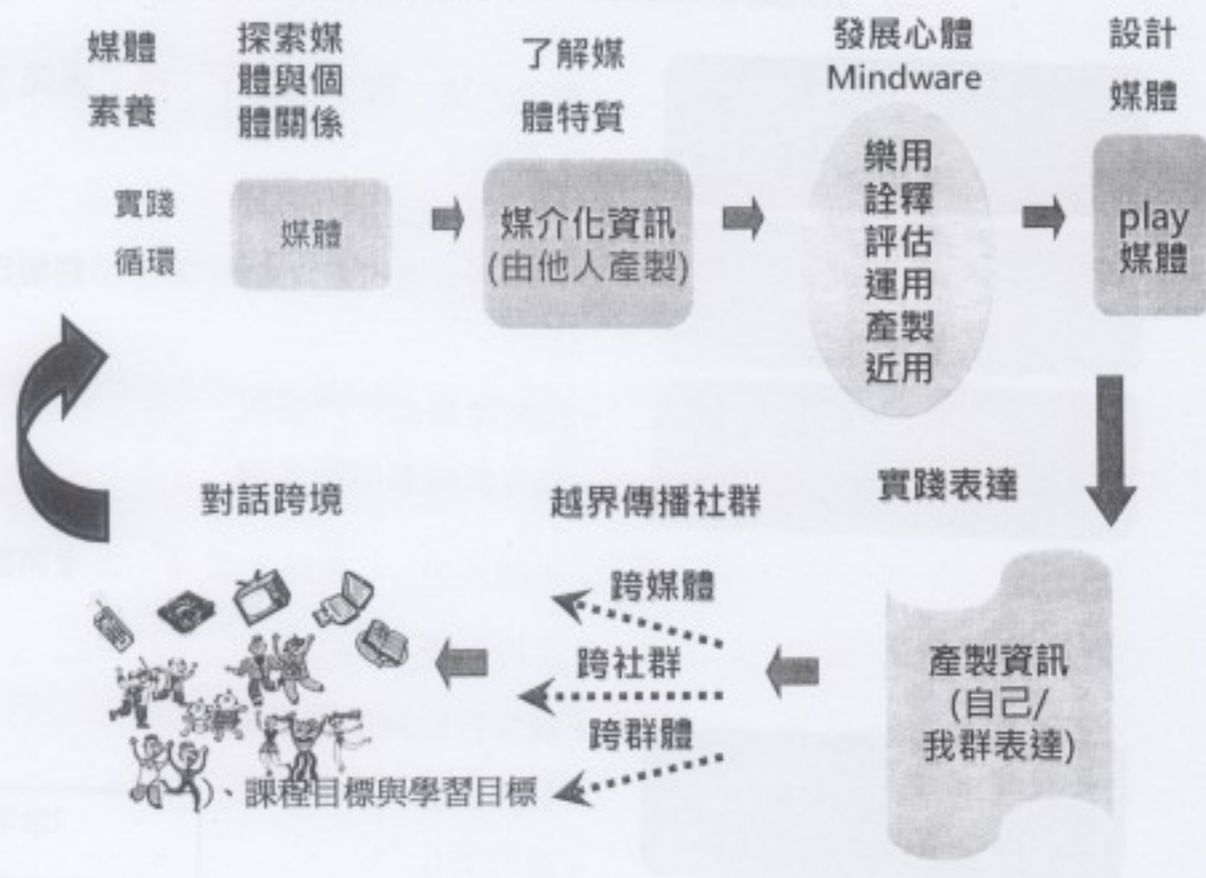 媒體
素養
探索媒
體與個
體關係
了解媒
體特質
發展心體
Mindware
設計
媒體
實踐
循環
媒體
媒介化資訊
(由他人產製)
樂用
詮釋
評估
運用
產製
近用
play
媒體
對話跨境
越界傳播社群
實踐表達
跨媒體
跨社群
跨群體
產製資訊
(自己/
我群表達)
、課程目標與學習目標